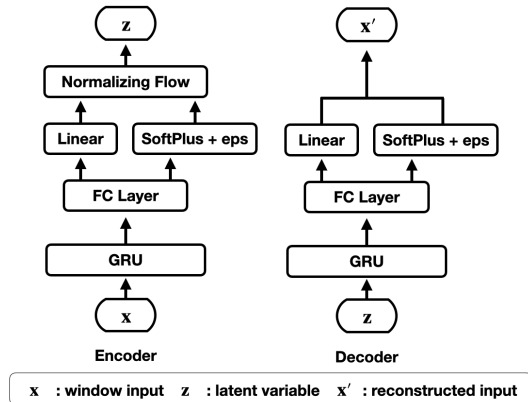 z
Normalizing Flow
Linear
SoftPlus + eps
FC Layer
GRU
x
Encoder
x′
Linear
SoftPlus + eps
FC Layer
GRU
z
Decoder
x : window input z : latent variable x′ : reconstructed input